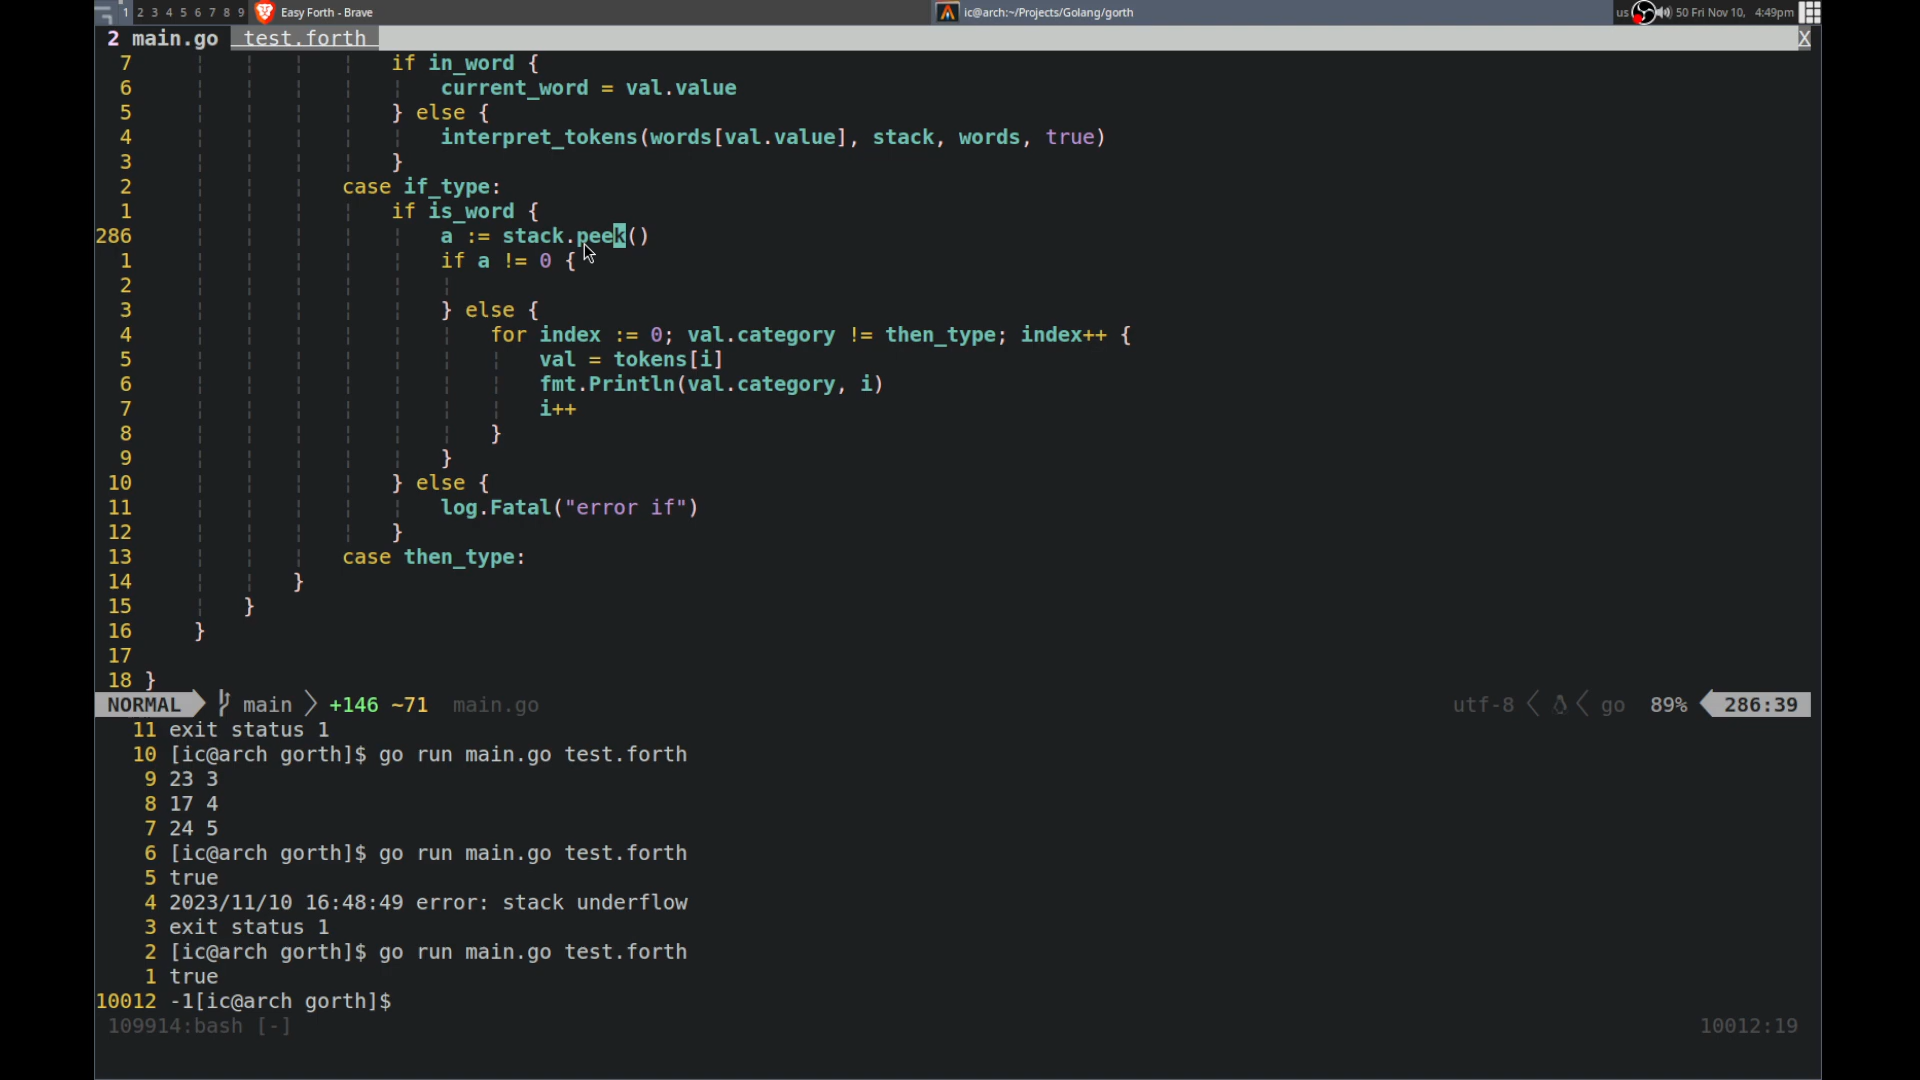 1 2 3 4 5 6 7 8 9 Easy Forth - Brave ic@arch:~/Projects/Golang/gorth us 50 Fri Nov 10, 4:49pm
2 main.go test.forth X
7 if in_word {
6 current_word = val.value
5 } else {
4 interpret_tokens(words[val.value], stack, words, true)
3 }
2 case if_type:
1 if is_word {
286 a := stack.peek()
1 if a != 0 {
2
3 } else {
4 for index := 0; val.category != then_type; index++ {
5 val = tokens[i]
6 fmt.Println(val.category, i)
7 i++
8 }
9 }
10 } else {
11 log.Fatal("error if")
12 }
13 case then_type:
14 }
15 }
16 }
17
18 }
NORMAL main +146 ~71 main.go utf-8 go 89% 286:39
11 exit status 1
10 [ic@arch gorth]$ go run main.go test.forth
9 23 3
8 17 4
7 24 5
6 [ic@arch gorth]$ go run main.go test.forth
5 true
4 2023/11/10 16:48:49 error: stack underflow
3 exit status 1
2 [ic@arch gorth]$ go run main.go test.forth
1 true
10012 -1[ic@arch gorth]$
109914:bash [-] 10012:19